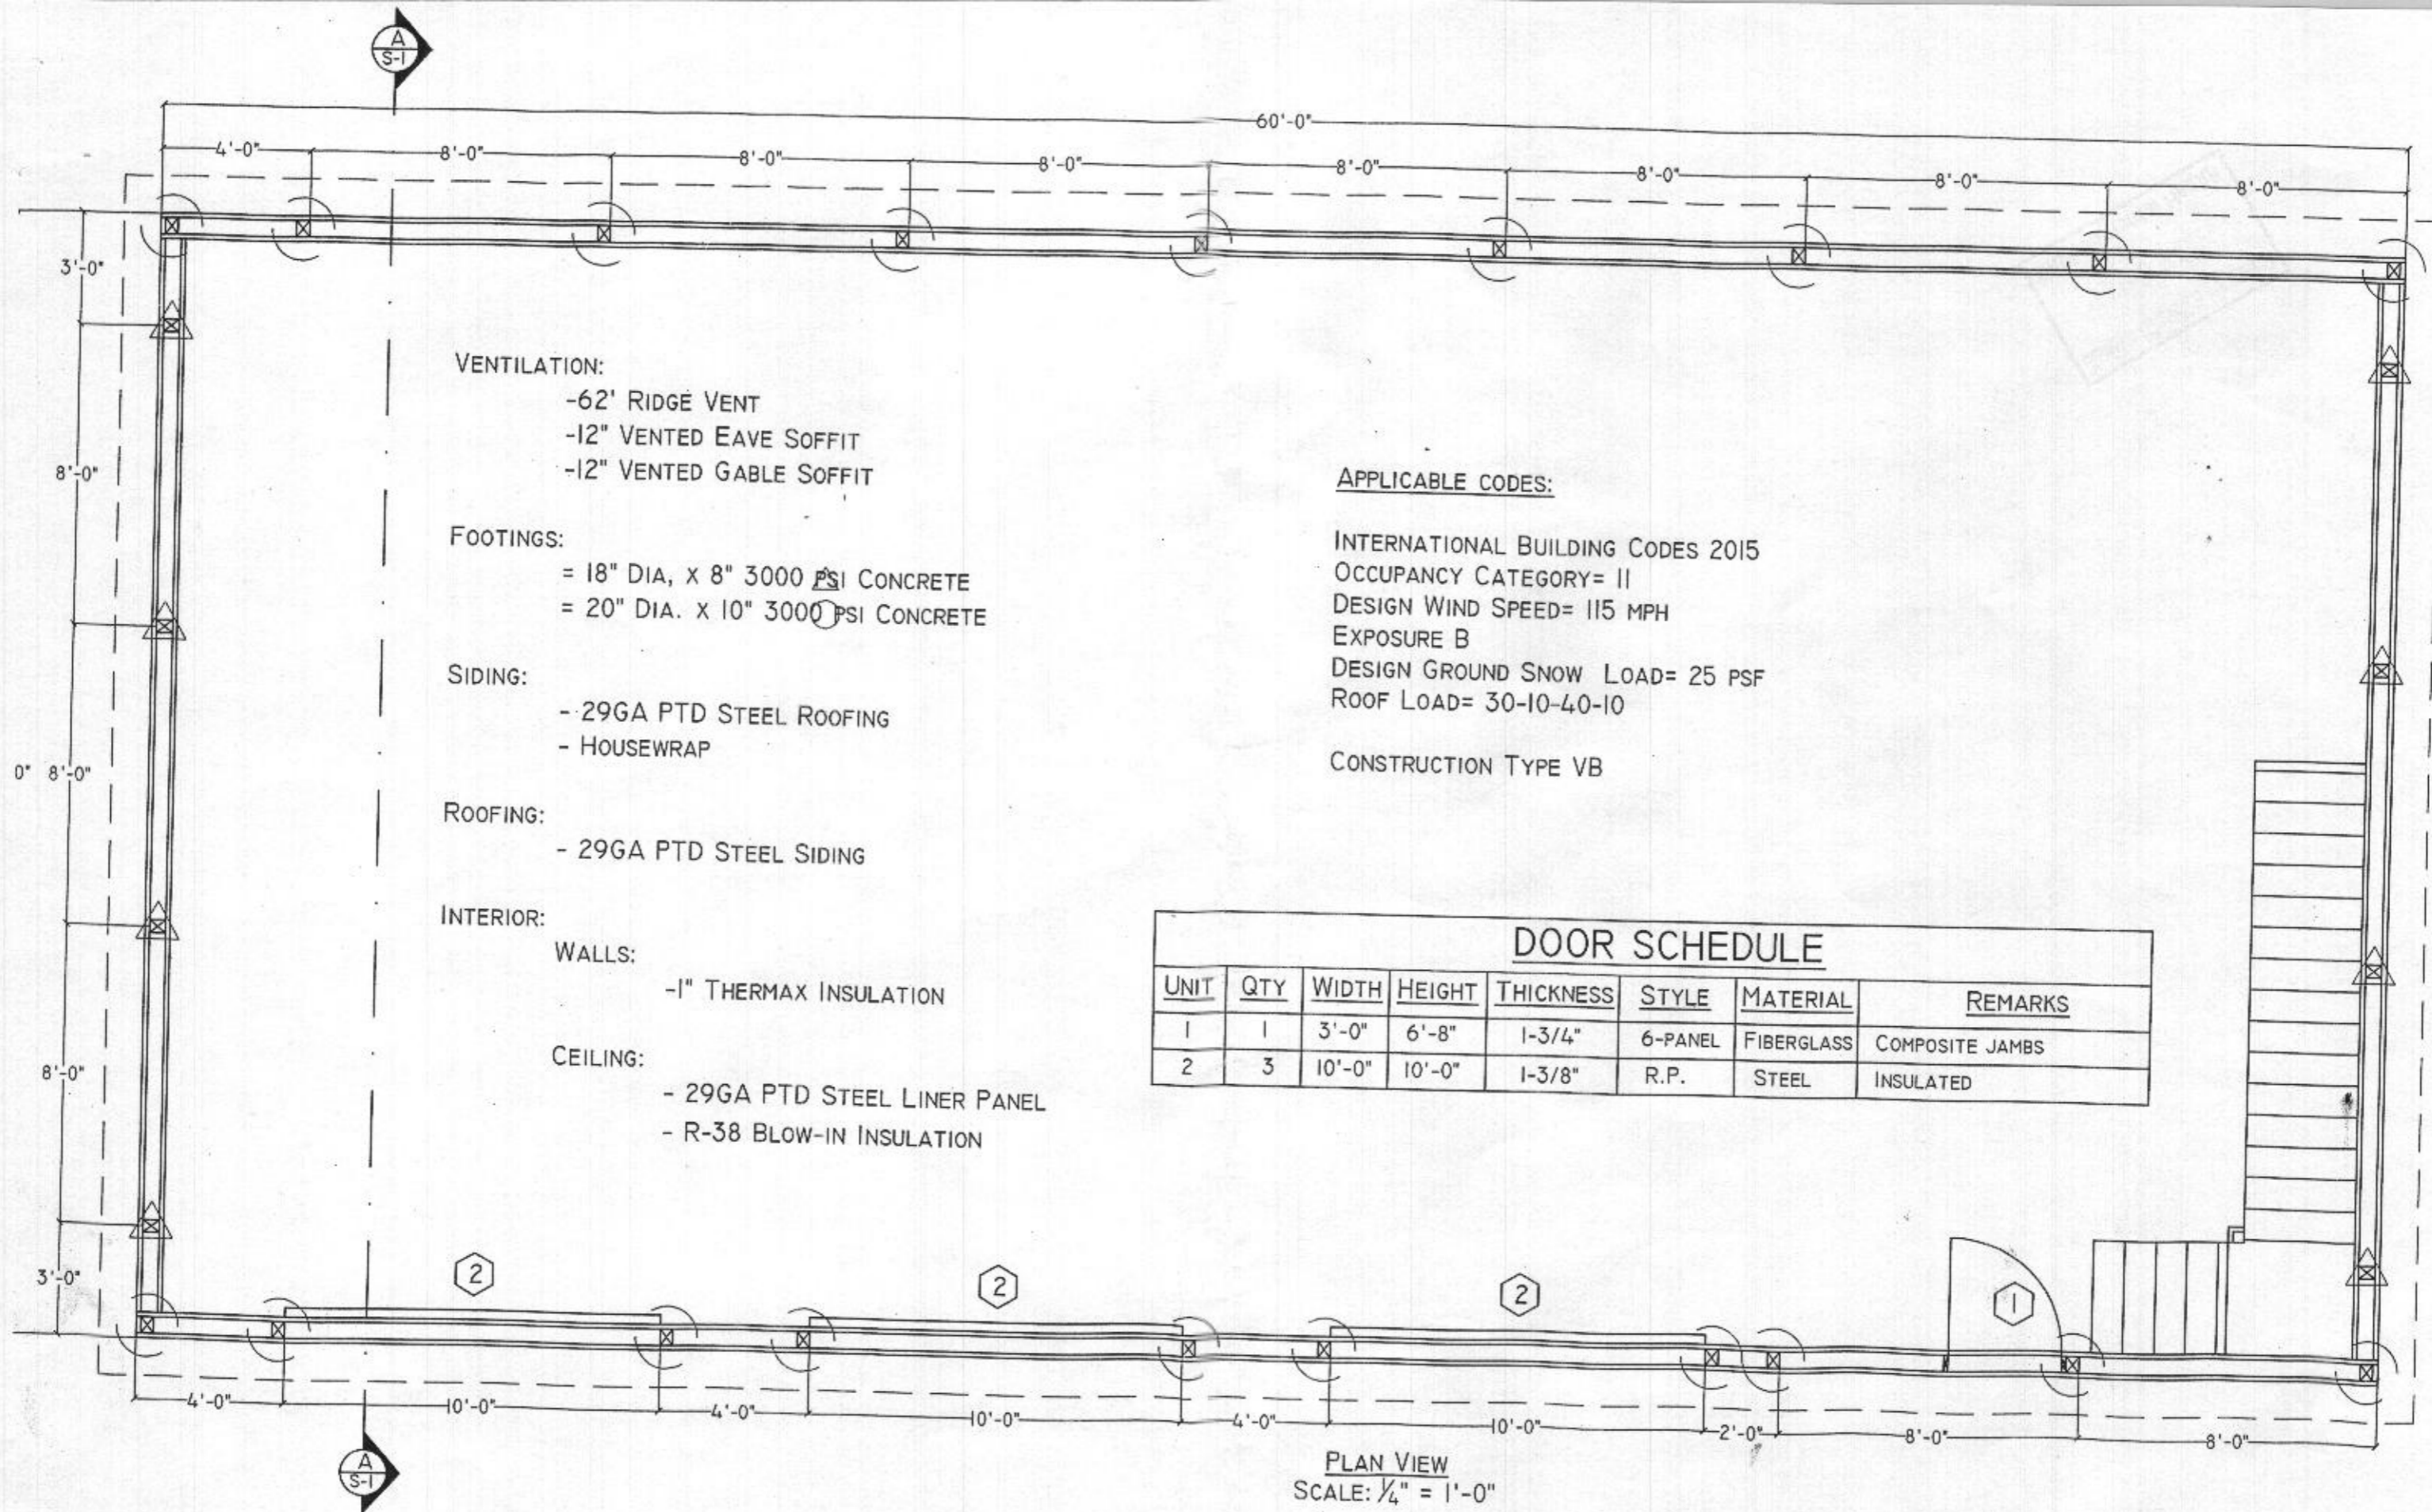 A
S-1
60'-0"
4'-0" 8'-0" 8'-0" 8'-0" 8'-0" 8'-0" 8'-0" 8'-0"
3'-0"
8'-0"
0" 8'-0"
8'-0"
3'-0"
VENTILATION:
-62' RIDGE VENT
-12" VENTED EAVE SOFFIT
-12" VENTED GABLE SOFFIT
FOOTINGS:
= 18" DIA, X 8" 3000 PSI CONCRETE
= 20" DIA. X 10" 3000 PSI CONCRETE
SIDING:
- 29GA PTD STEEL ROOFING
- HOUSEWRAP
ROOFING:
- 29GA PTD STEEL SIDING
INTERIOR:
WALLS:
-1" THERMAX INSULATION
CEILING:
- 29GA PTD STEEL LINER PANEL
- R-38 BLOW-IN INSULATION
APPLICABLE CODES:
INTERNATIONAL BUILDING CODES 2015
OCCUPANCY CATEGORY= II
DESIGN WIND SPEED= 115 MPH
EXPOSURE B
DESIGN GROUND SNOW LOAD= 25 PSF
ROOF LOAD= 30-10-40-10
CONSTRUCTION TYPE VB
DOOR SCHEDULE
UNIT QTY WIDTH HEIGHT THICKNESS STYLE MATERIAL REMARKS
1 1 3'-0" 6'-8" 1-3/4" 6-PANEL FIBERGLASS COMPOSITE JAMBS
2 3 10'-0" 10'-0" 1-3/8" R.P. STEEL INSULATED
2 2 2 1
4'-0" 10'-0" 4'-0" 10'-0" 4'-0" 10'-0" 2'-0" 8'-0" 8'-0"
A
S-1
PLAN VIEW
SCALE: 1/4" = 1'-0"